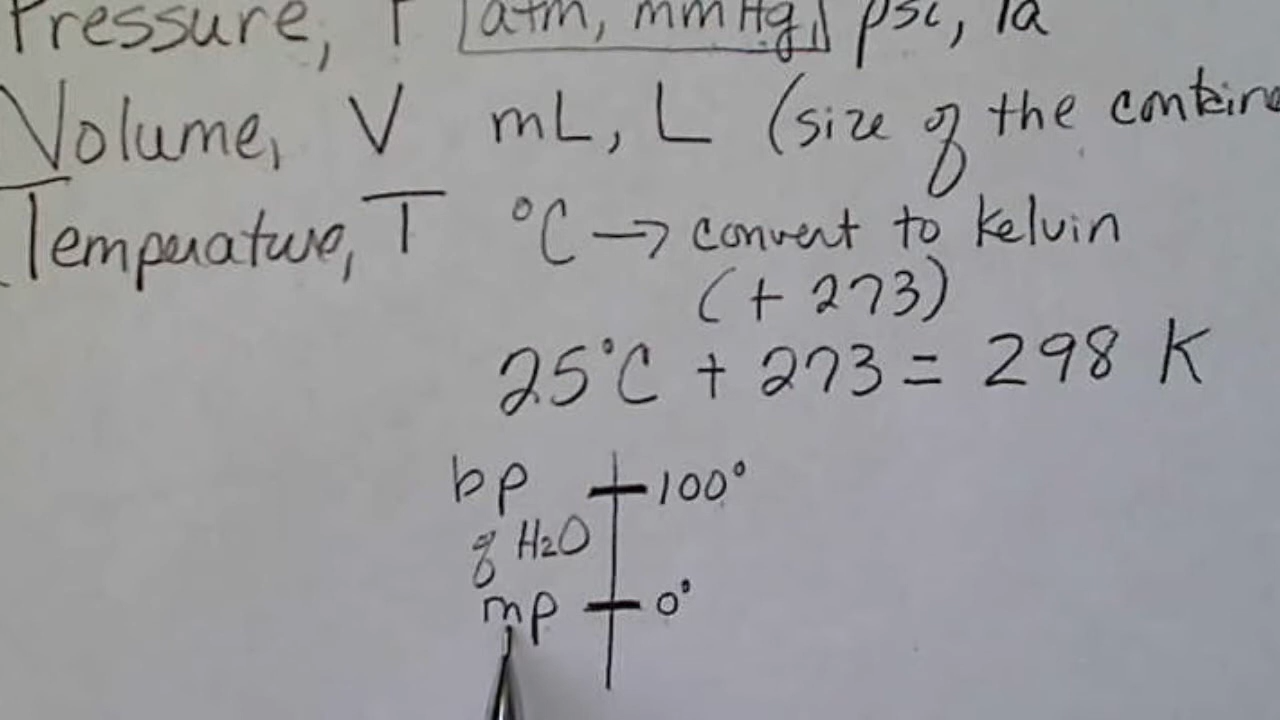 Pressure, P atm, mmHg, psi, Pa
Volume, V mL, L (size of the containe
Temperature, T °C → convert to Kelvin
(+ 273)
25°C + 273 = 298 K
bp 100°
of H2O
mp 0°